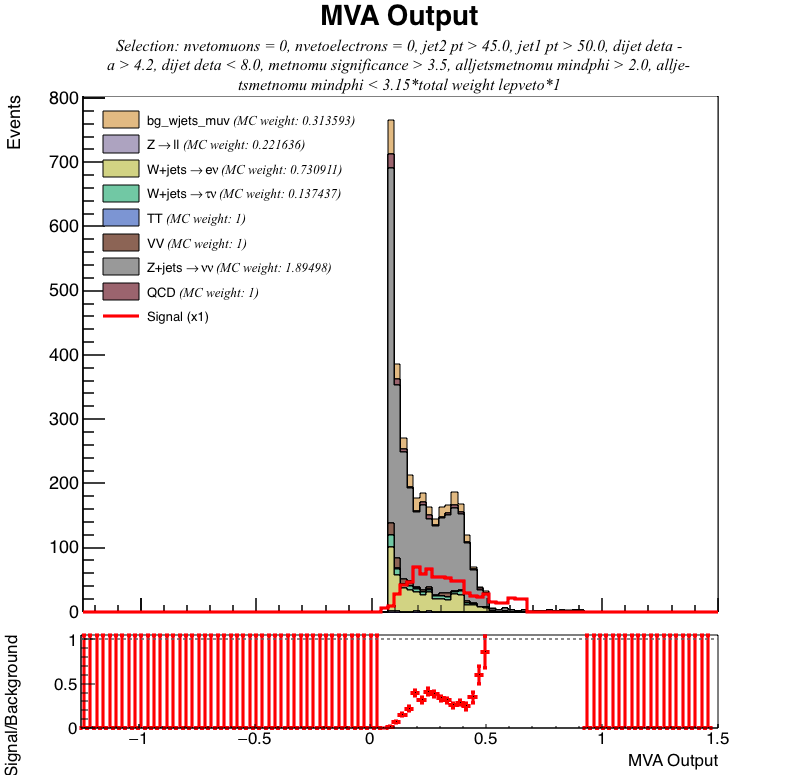 MVA Output
Selection: nvetomuons = 0, nvetoelectrons = 0, jet2 pt > 45.0, jet1 pt > 50.0, dijet deta -
a > 4.2, dijet deta < 8.0, metnomu significance > 3.5, alljetsmetnomu mindphi > 2.0, allje-
tsmetnomu mindphi < 3.15*total weight lepveto*1
Events
800
700
600
500
400
300
200
100
0
bg_wjets_muv (MC weight: 0.313593)
Z → ll (MC weight: 0.221636)
W+jets → eν (MC weight: 0.730911)
W+jets → τν (MC weight: 0.137437)
TT (MC weight: 1)
VV (MC weight: 1)
Z+jets → νν (MC weight: 1.89498)
QCD (MC weight: 1)
Signal (x1)
Signal/Background
1
0.5
0
−1 −0.5 0 0.5 1 1.5
MVA Output